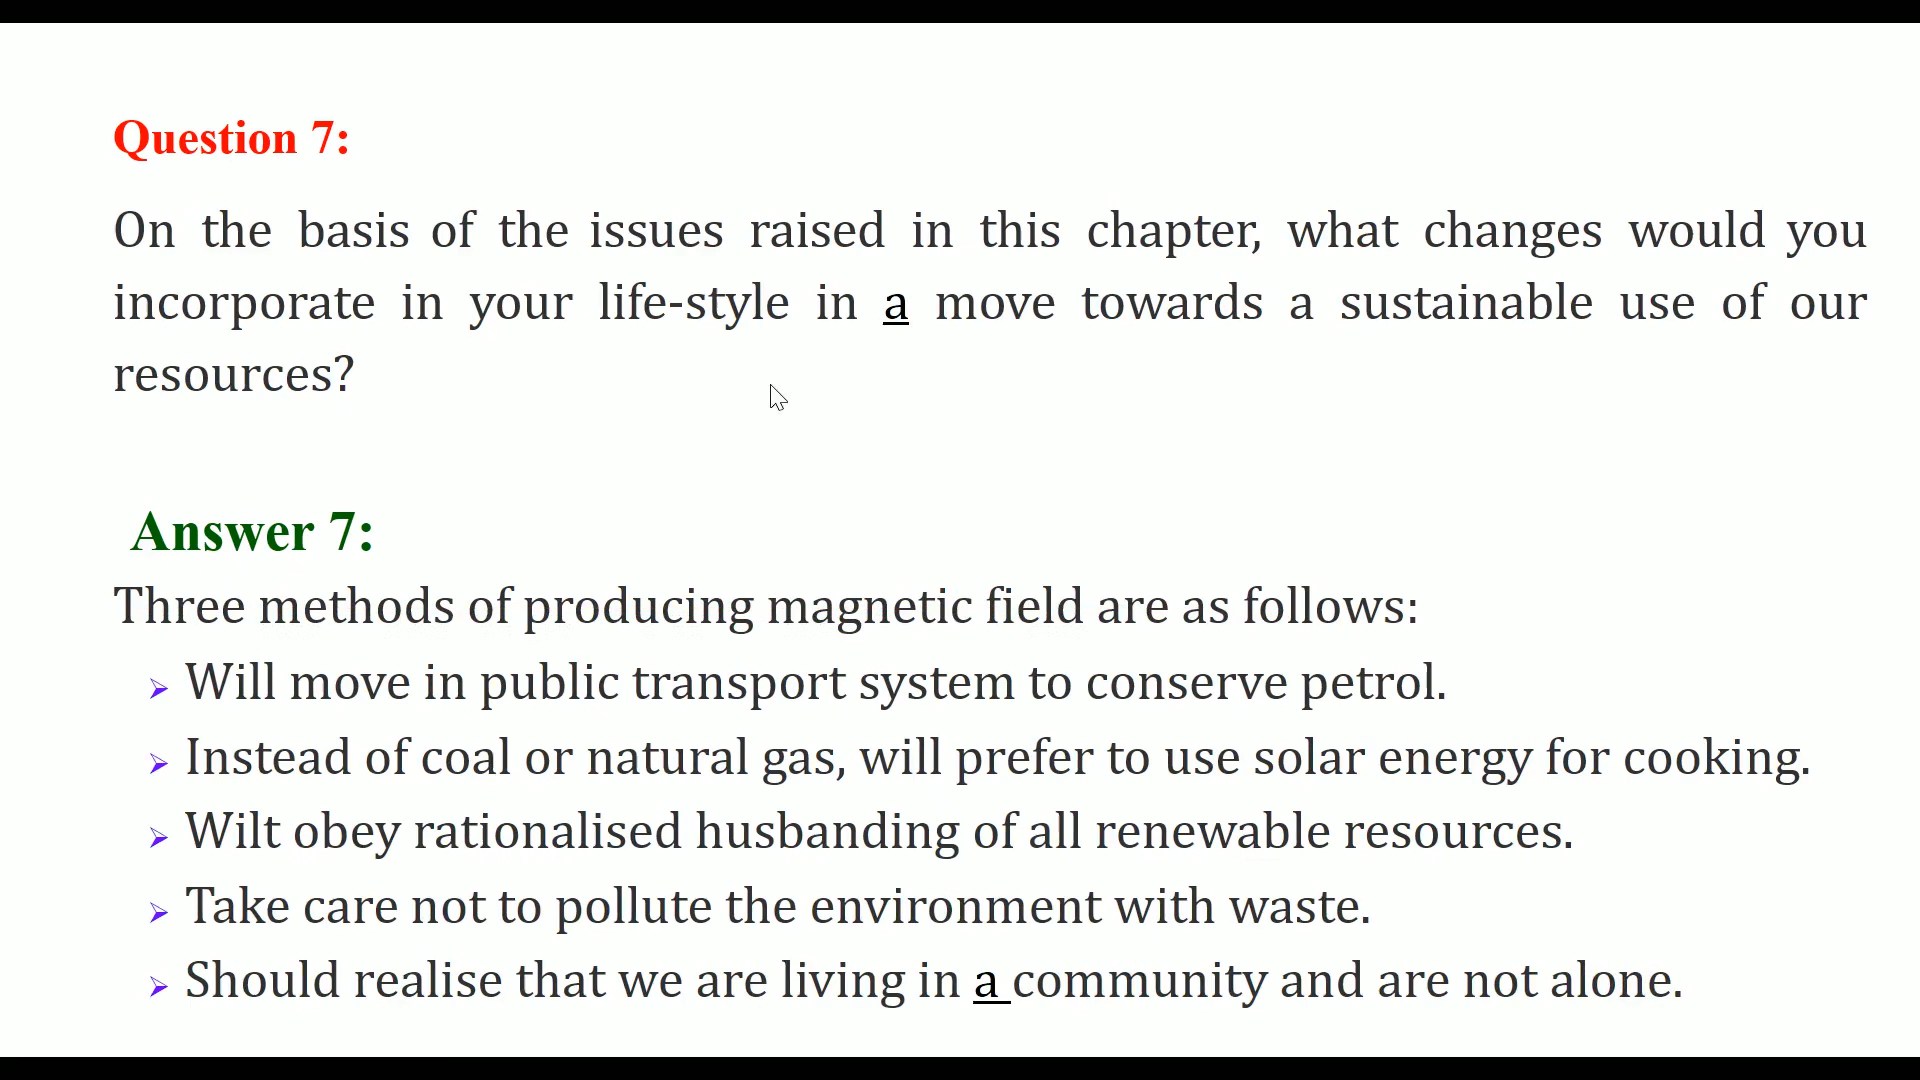 Question 7:
On the basis of the issues raised in this chapter, what changes would you
incorporate in your life-style in a move towards a sustainable use of our
resources?
Answer 7:
Three methods of producing magnetic field are as follows:
Will move in public transport system to conserve petrol.
Instead of coal or natural gas, will prefer to use solar energy for cooking.
Wilt obey rationalised husbanding of all renewable resources.
Take care not to pollute the environment with waste.
Should realise that we are living in a community and are not alone.